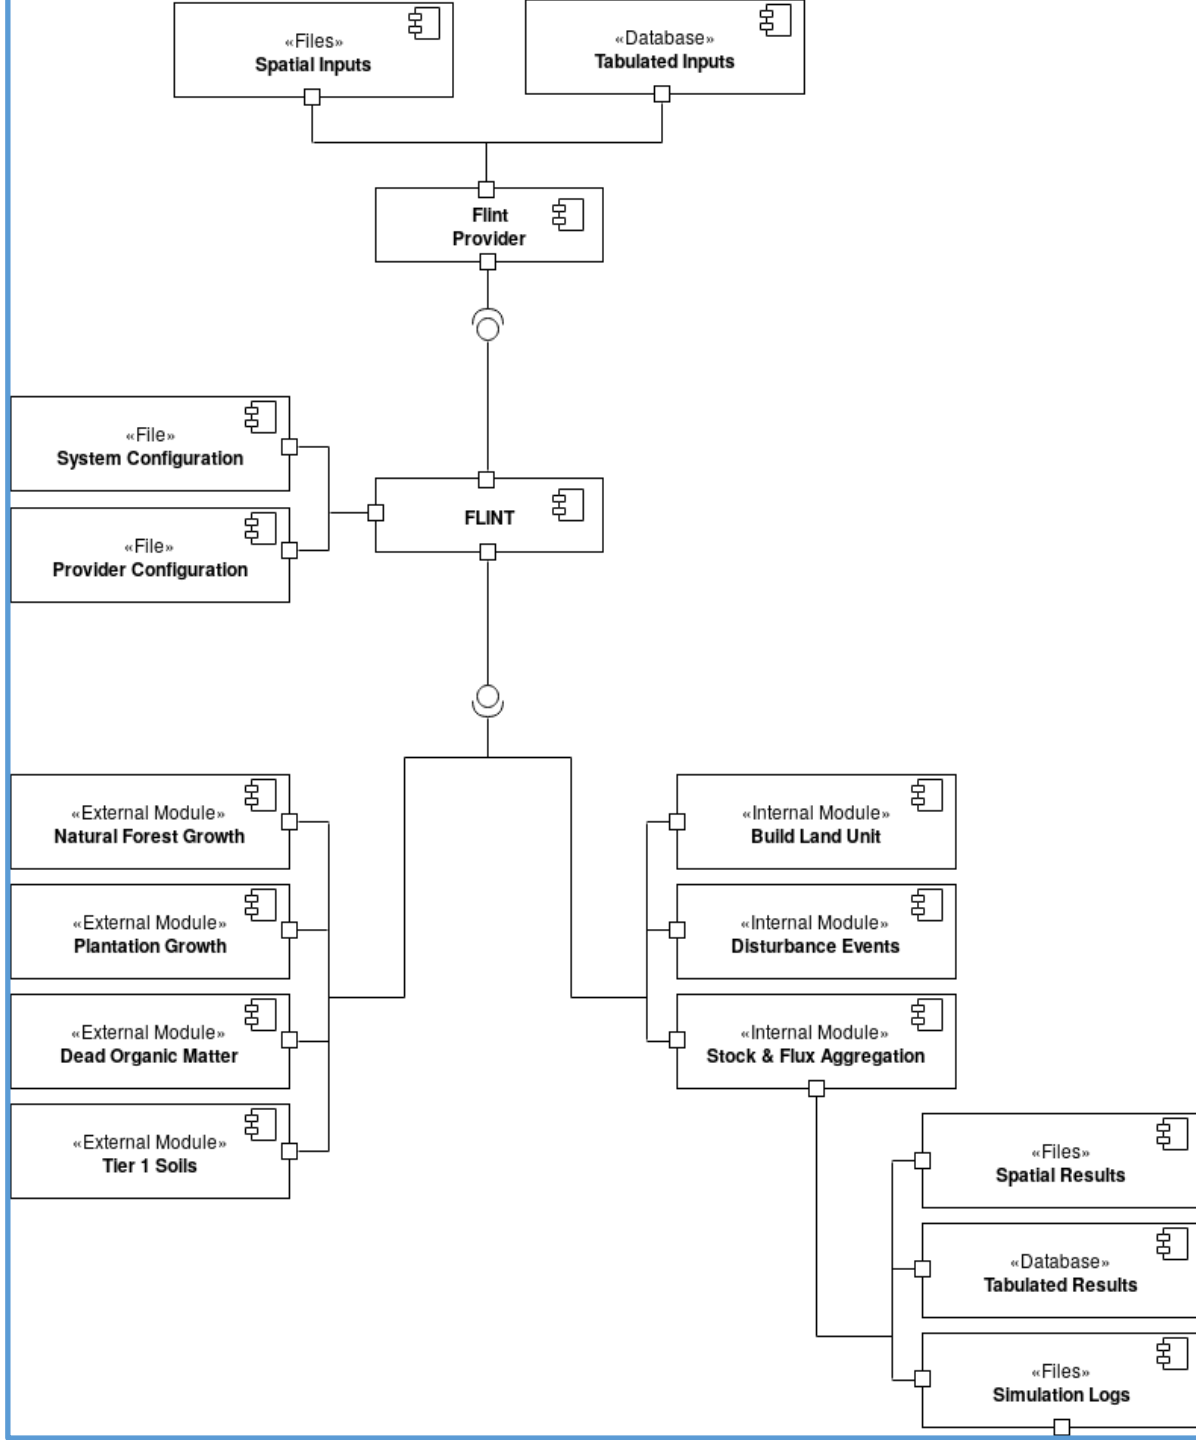 «Files»
Spatial Inputs
«Database»
Tabulated Inputs
Flint
Provider
«File»
System Configuration
FLINT
«File»
Provider Configuration
«External Module»
Natural Forest Growth
«Internal Module»
Build Land Unit
«External Module»
Plantation Growth
«Internal Module»
Disturbance Events
«External Module»
Dead Organic Matter
«Internal Module»
Stock & Flux Aggregation
«External Module»
Tier 1 Soils
«Files»
Spatial Results
«Database»
Tabulated Results
«Files»
Simulation Logs